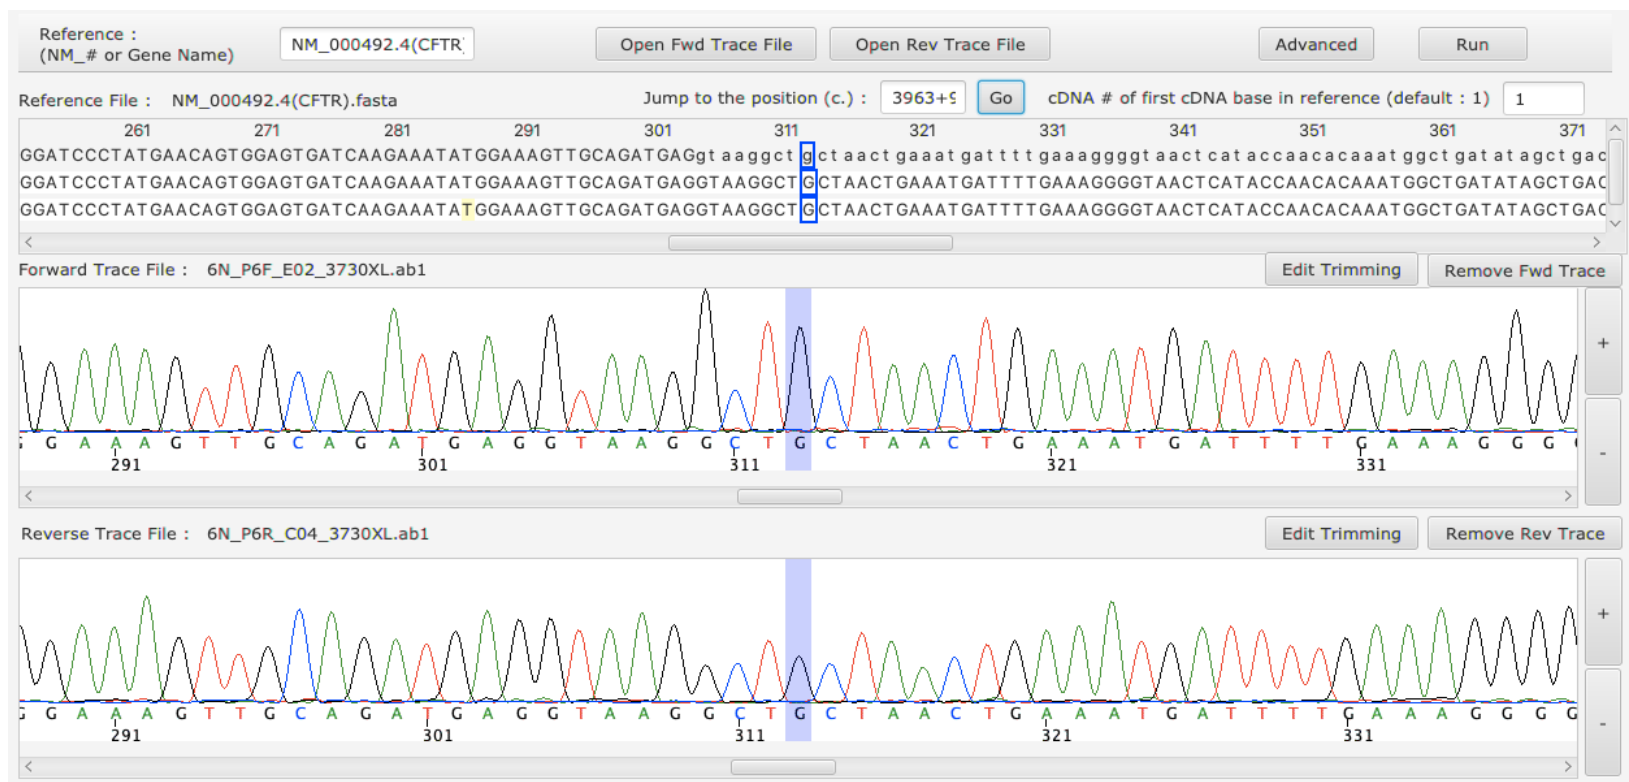 Reference :
(NM_# or Gene Name)
NM_000492.4(CFTR)
Open Fwd Trace File
Open Rev Trace File
Advanced
Run
Reference File : NM_000492.4(CFTR).fasta
Jump to the position (c.) : 3963+9
Go
cDNA # of first cDNA base in reference (default : 1) 1
261 271 281 291 301 311 321 331 341 351 361 371
GGATCCCTATGAACAGTGGAGTGATCAAGAAATATGGAAAGTTGCAGATGAGgtaaggctgctaactgaaatgattttgaaaggggtaactcataccaacacaaatggctgatatagctgac
GGATCCCTATGAACAGTGGAGTGATCAAGAAATATGGAAAGTTGCAGATGAGGTAAGGCTGCTAACTGAAATGATTTTGAAAGGGGTAACTCATACCAACACAAATGGCTGATATAGCTGAC
GGATCCCTATGAACAGTGGAGTGATCAAGAAATATGGAAAGTTGCAGATGAGGTAAGGCTGCTAACTGAAATGATTTTGAAAGGGGTAACTCATACCAACACAAATGGCTGATATAGCTGAC
Forward Trace File : 6N_P6F_E02_3730XL.ab1
Edit Trimming
Remove Fwd Trace
+
G G A A A G T T G C A G A T G A G G T A A G G C T G C T A A C T G A A A T G A T T T T G A A A G G G
-
291 301 311 321 331
Reverse Trace File : 6N_P6R_C04_3730XL.ab1
Edit Trimming
Remove Rev Trace
+
G G A A A G T T G C A G A T G A G G T A A G G C T G C T A A C T G A A A T G A T T T T G A A A G G G G
-
291 301 311 321 331